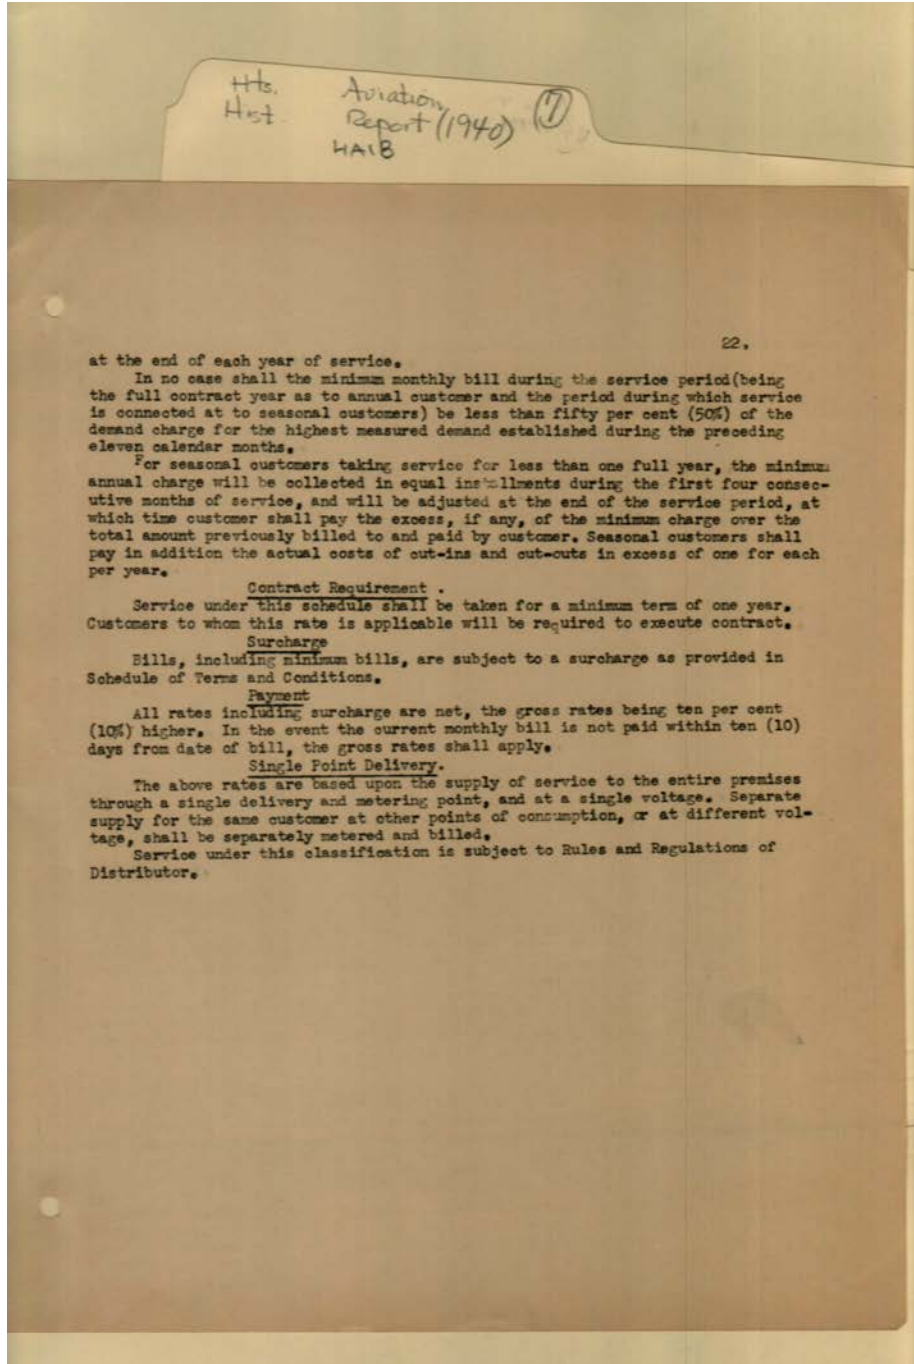 Hts. Aviation
Hist Report (1940) 7
HAIB
22.
at the end of each year of service.
In no case shall the minimum monthly bill during the service period(being
the full contract year as to annual customer and the period during which service
is connected at to seasonal customers) be less than fifty per cent (50%) of the
demand charge for the highest measured demand established during the preceding
eleven calendar months.
For seasonal customers taking service for less than one full year, the minimum
annual charge will be collected in equal installments during the first four consec-
utive months of service, and will be adjusted at the end of the service period, at
which time customer shall pay the excess, if any, of the minimum charge over the
total amount previously billed to and paid by customer. Seasonal customers shall
pay in addition the actual costs of cut-ins and cut-outs in excess of one for each
per year.
Contract Requirement .
Service under this schedule shall be taken for a minimum term of one year.
Customers to whom this rate is applicable will be required to execute contract.
Surcharge
Bills, including minimum bills, are subject to a surcharge as provided in
Schedule of Terms and Conditions.
Payment
All rates including surcharge are net, the gross rates being ten per cent
(10%) higher. In the event the current monthly bill is not paid within ten (10)
days from date of bill, the gross rates shall apply.
Single Point Delivery.
The above rates are based upon the supply of service to the entire premises
through a single delivery and metering point, and at a single voltage. Separate
supply for the same customer at other points of consumption, or at different vol-
tage, shall be separately metered and billed.
Service under this classification is subject to Rules and Regulations of
Distributor.